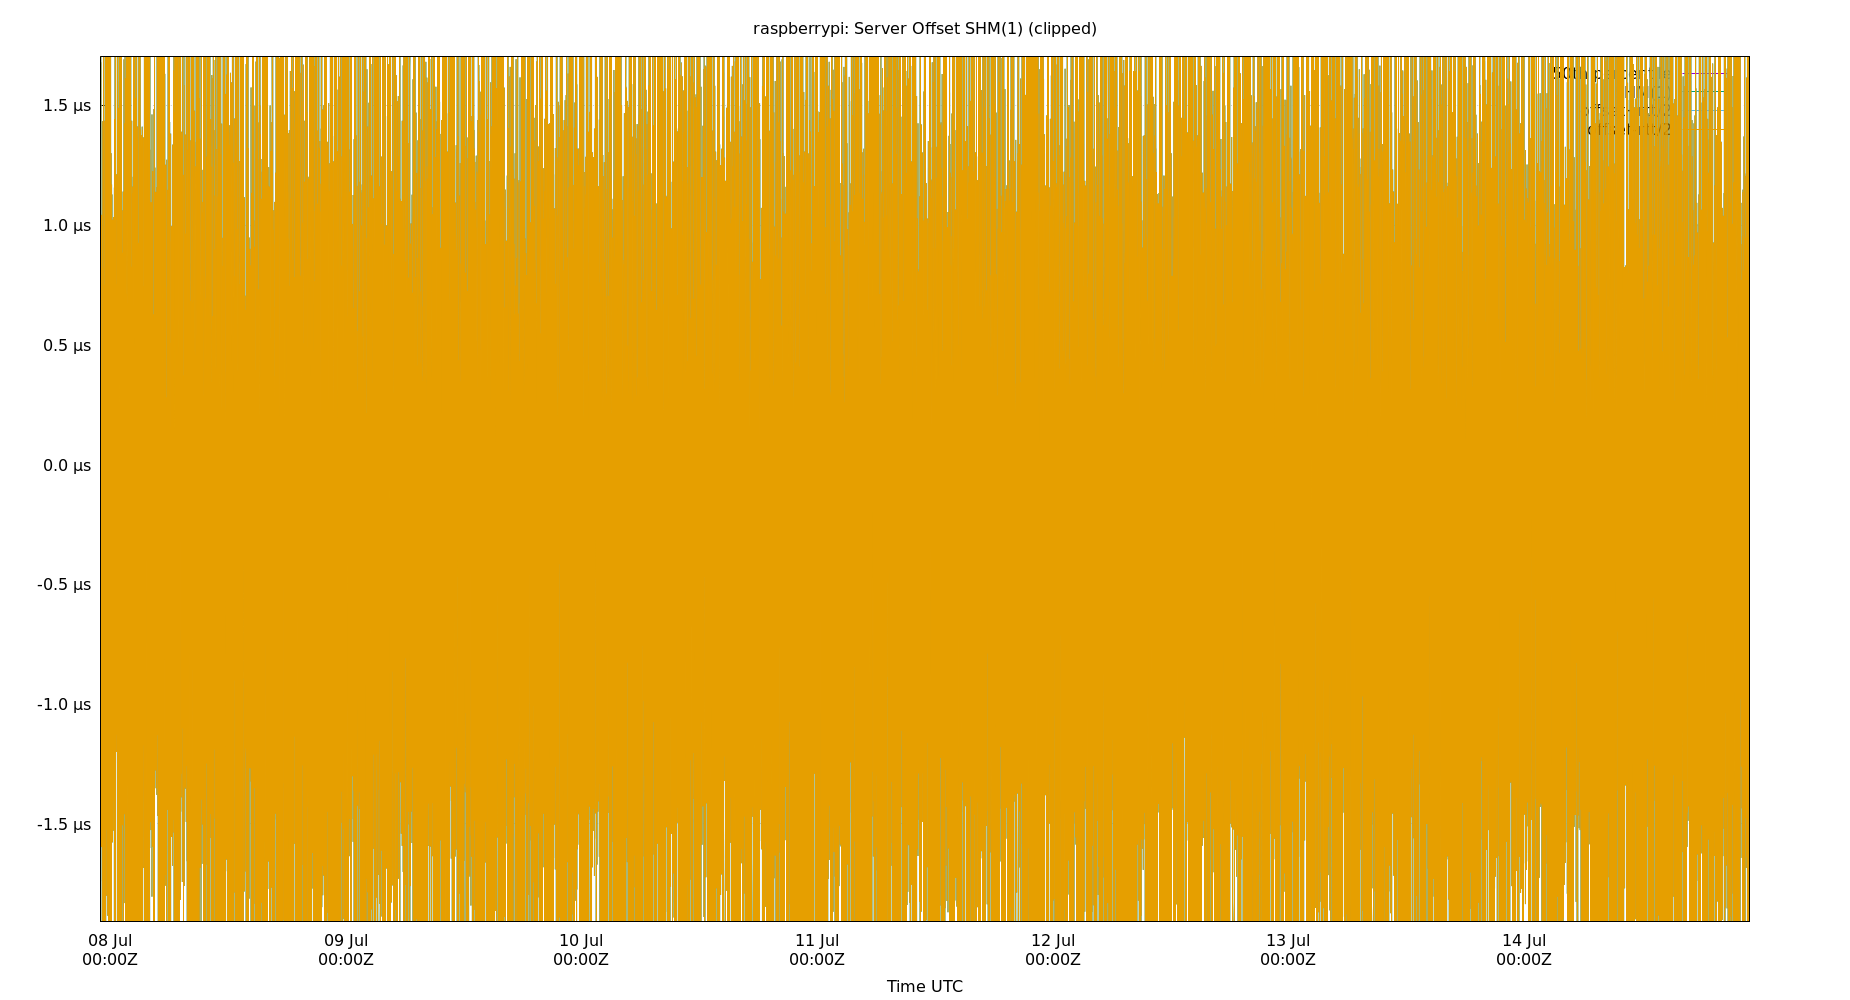 raspberrypi: Server Offset SHM(1) (clipped)
1.5 µs
1.0 µs
0.5 µs
0.0 µs
-0.5 µs
-1.0 µs
-1.5 µs
08 Jul
00:00Z
09 Jul
00:00Z
10 Jul
00:00Z
11 Jul
00:00Z
12 Jul
00:00Z
13 Jul
00:00Z
14 Jul
00:00Z
Time UTC